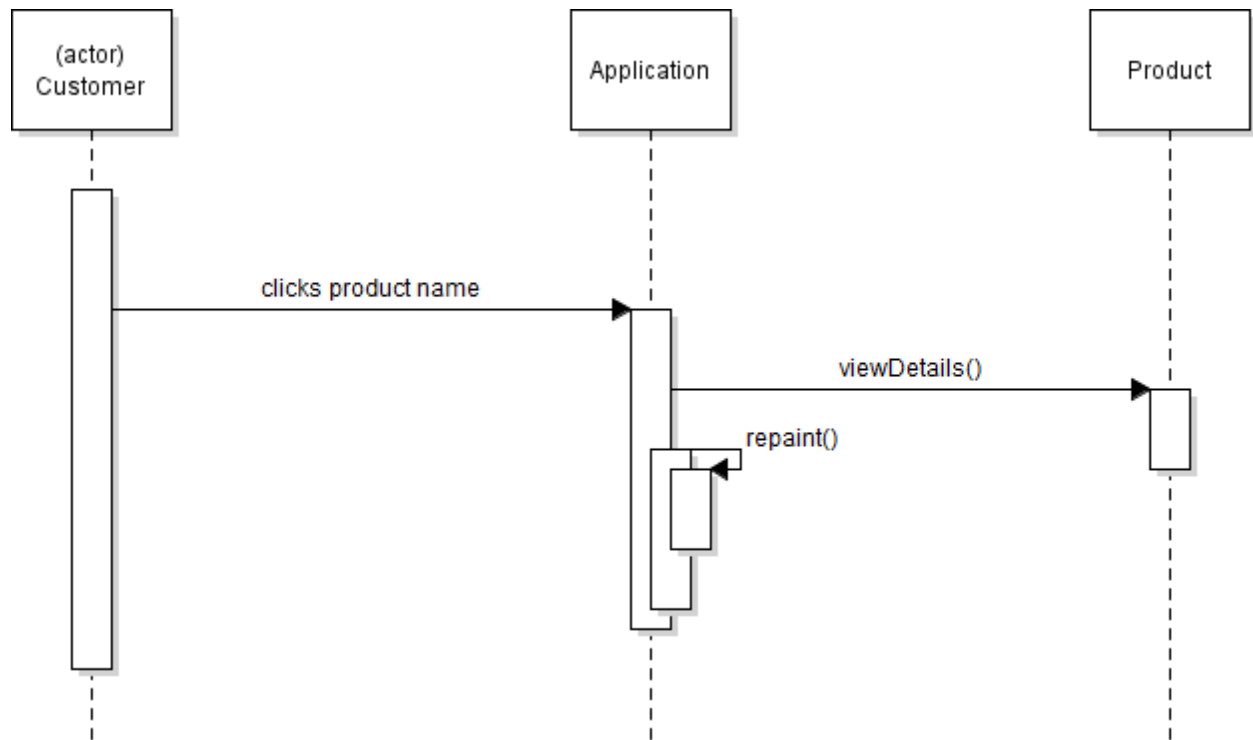 (actor)
Customer
Application
Product
clicks product name
viewDetails()
repaint()